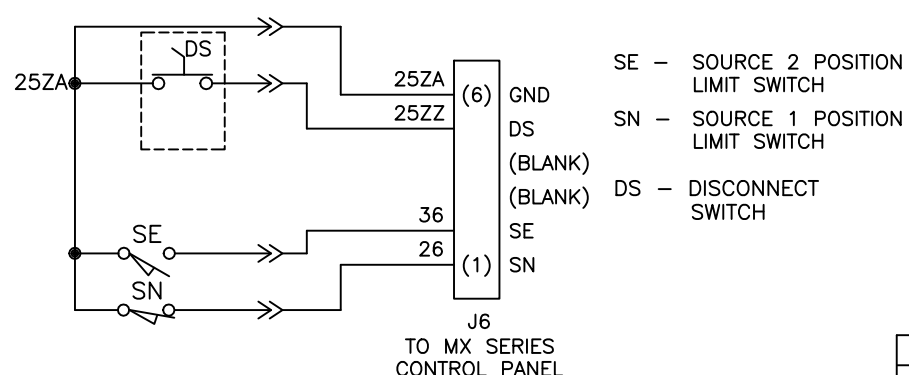 DS
25ZA
25ZA
25ZZ
(6) GND
DS
(BLANK)
(BLANK)
36
SE
SE
26
(1) SN
SN
J6
TO MX SERIES
CONTROL PANEL
SE – SOURCE 2 POSITION
LIMIT SWITCH
SN – SOURCE 1 POSITION
LIMIT SWITCH
DS – DISCONNECT
SWITCH